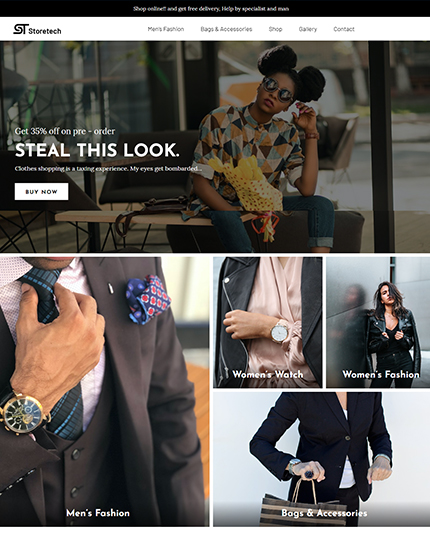 Shop online!! and get free delivery, Help by specialist and man
ST Storetech
Men's Fashion Bags & Accessories Shop Gallery Contact
Get 35% off on pre - order
STEAL THIS LOOK.
Clothes shopping is a taxing experience. My eyes get bombarded...
BUY NOW
Women's Watch
Women's Fashion
Men's Fashion
Bags & Accessories